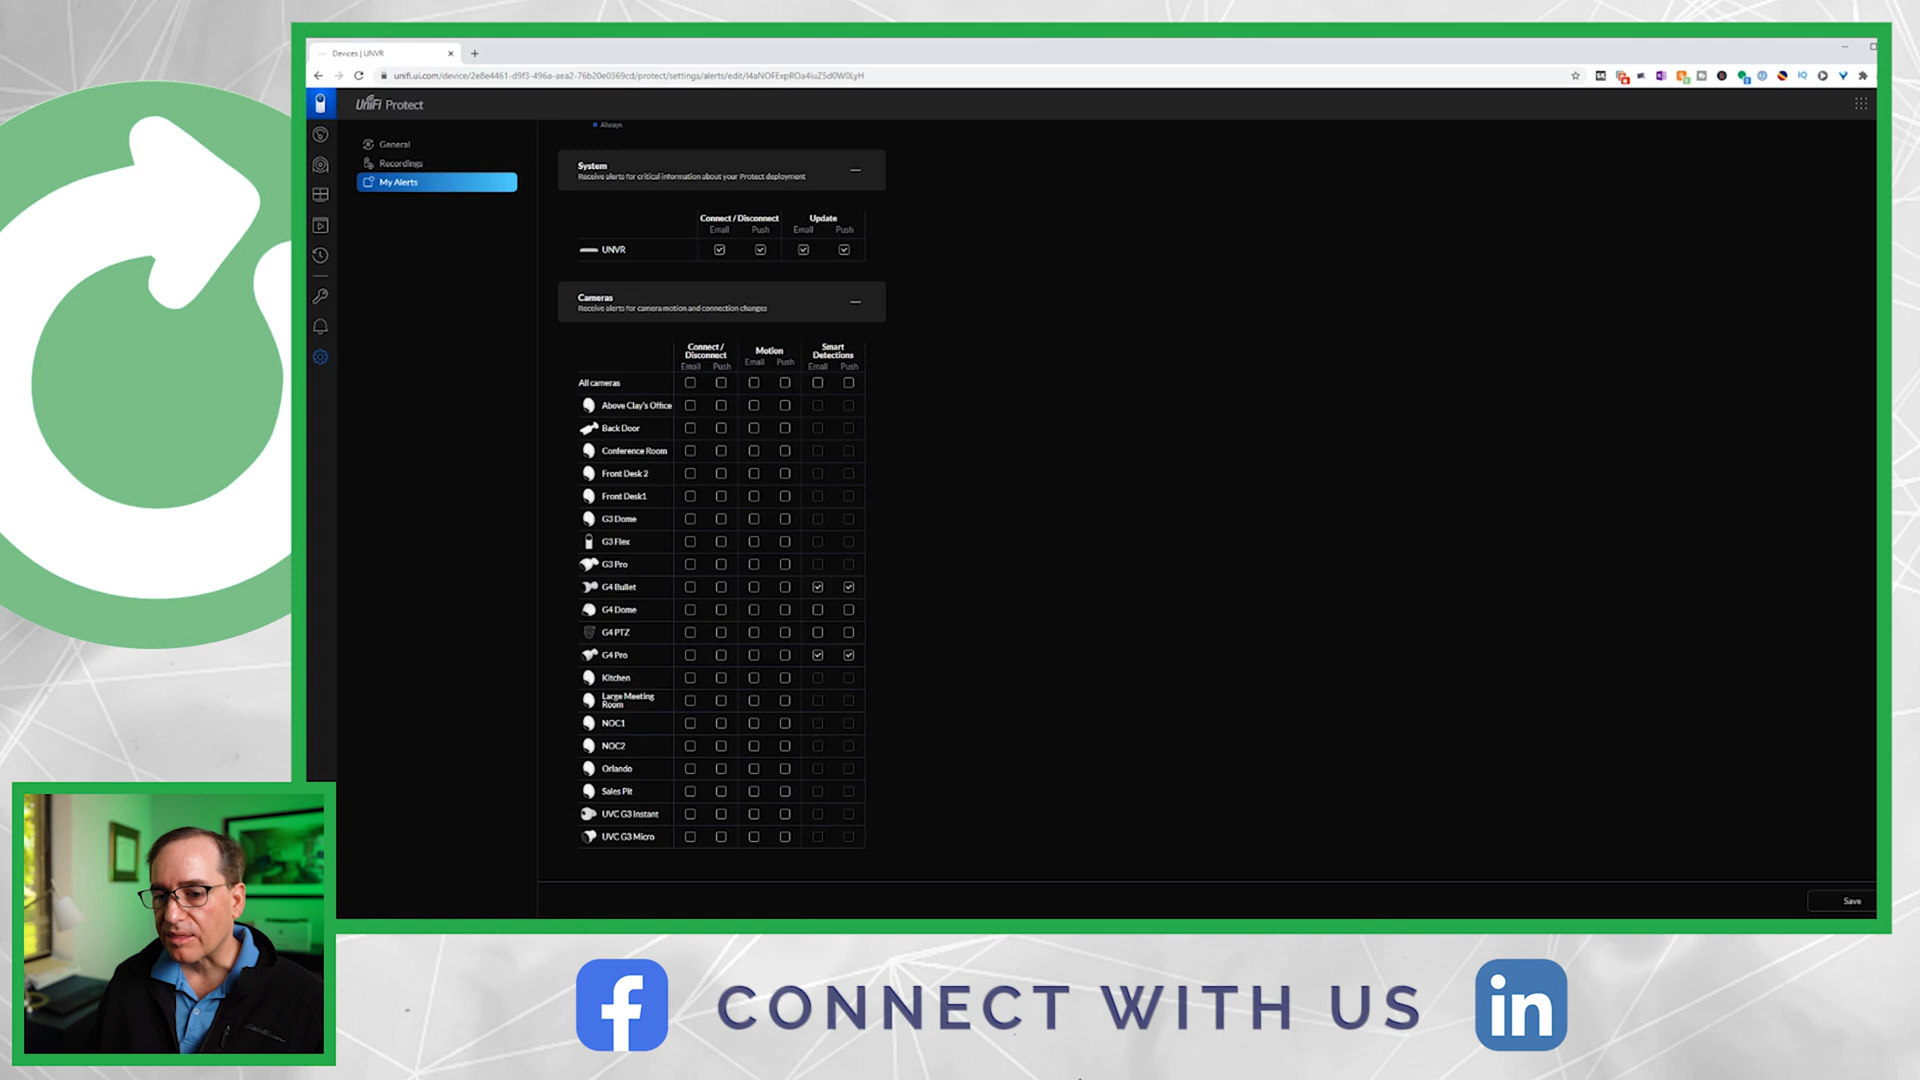 Devices | UNVR
unifi.ui.com/device/2e8e4461-d9f3-496a-aea2-76b20e0369cd/protect/settings/alerts/edit/l4aNOFExpROa4iuZ5d0W0LyH
UniFi Protect
General
Recordings
My Alerts
Always
System
Receive alerts for critical information about your Protect deployment
Connect / Disconnect Update
Email Push Email Push
UNVR
Cameras
Receive alerts for camera motion and connection changes
Connect / Disconnect Motion Smart Detections
Email Push Email Push Email Push
All cameras
Above Clay's Office
Back Door
Conference Room
Front Desk 2
Front Desk1
G3 Dome
G3 Flex
G3 Pro
G4 Bullet
G4 Dome
G4 PTZ
G4 Pro
Kitchen
Large Meeting
Room
NOC1
NOC2
Orlando
Sales Pit
UVC G3 Instant
UVC G3 Micro
Save
f CONNECT WITH US in